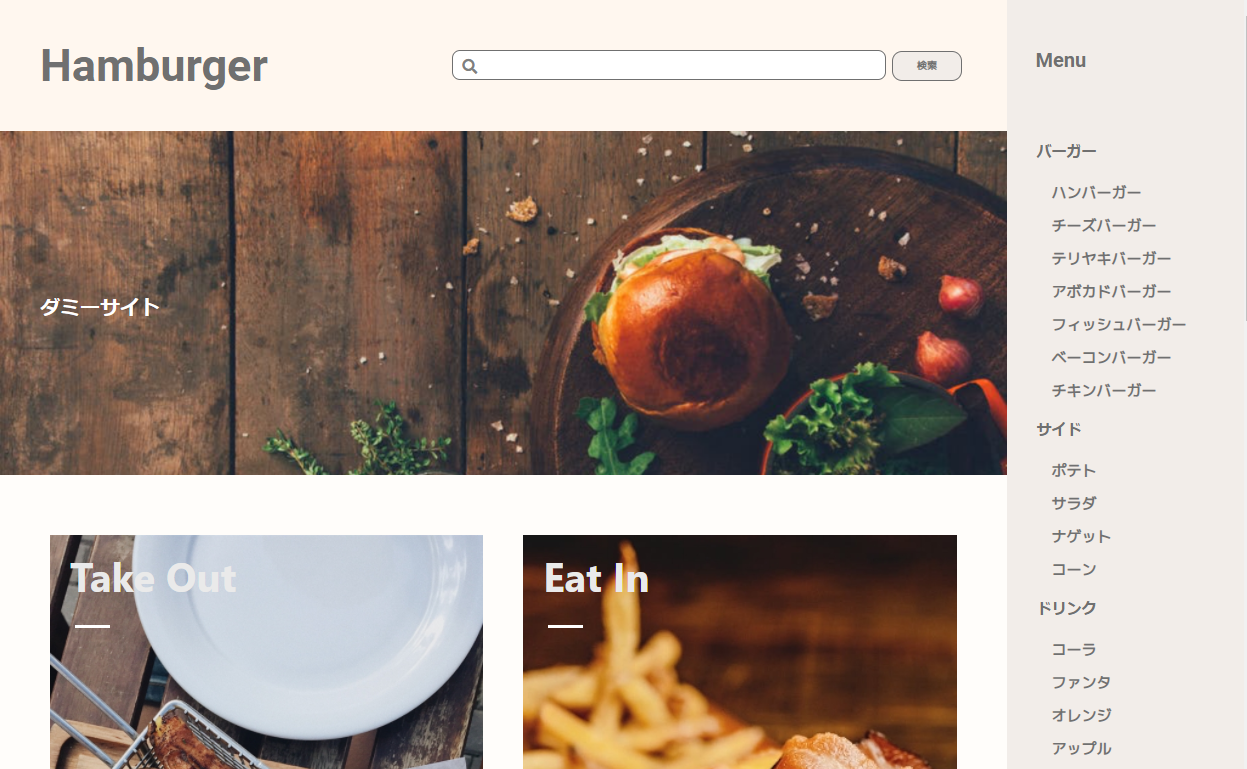 Hamburger
検索
ダミーサイト
Take Out
Eat In
Menu
バーガー
ハンバーガー
チーズバーガー
テリヤキバーガー
アボカドバーガー
フィッシュバーガー
ベーコンバーガー
チキンバーガー
サイド
ポテト
サラダ
ナゲット
コーン
ドリンク
コーラ
ファンタ
オレンジ
アップル